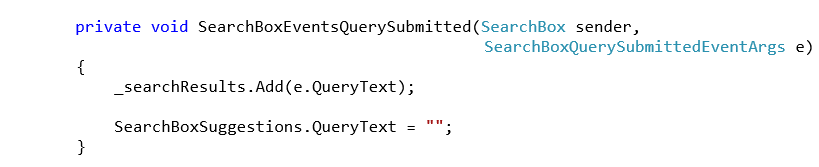 private void SearchBoxEventsQuerySubmitted(SearchBox sender,
SearchBoxQuerySubmittedEventArgs e)
{
_searchResults.Add(e.QueryText);
SearchBoxSuggestions.QueryText = "";
}